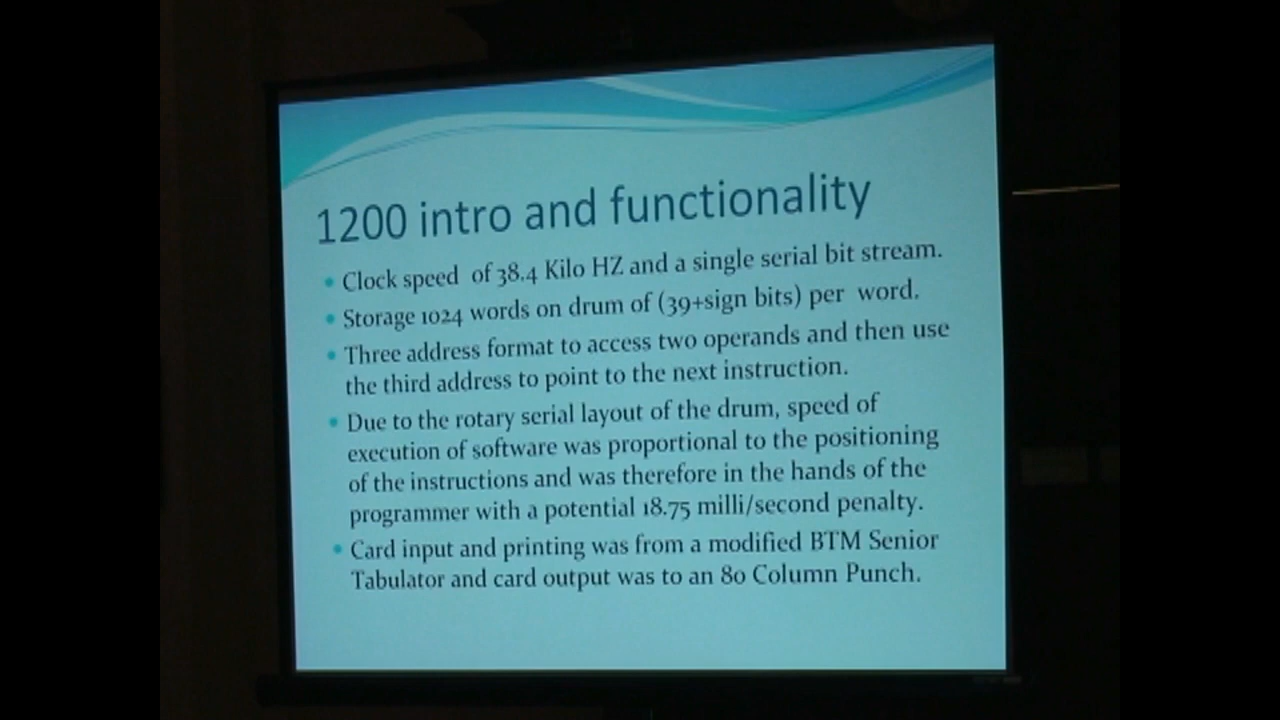 1200 intro and functionality
• Clock speed of 38.4 Kilo HZ and a single serial bit stream.
• Storage 1024 words on drum of (39+sign bits) per word.
• Three address format to access two operands and then use
the third address to point to the next instruction.
• Due to the rotary serial layout of the drum, speed of
execution of software was proportional to the positioning
of the instructions and was therefore in the hands of the
programmer with a potential 18.75 milli/second penalty.
• Card input and printing was from a modified BTM Senior
Tabulator and card output was to an 80 Column Punch.